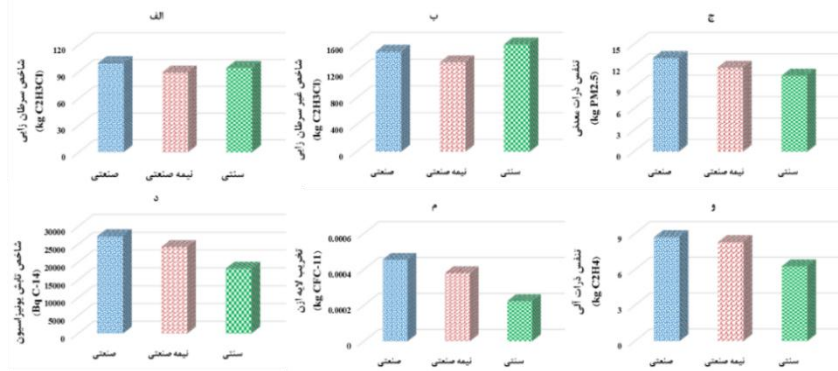 الف
شاخص سرطان زایی
(kg C2H3Cl)
120
90
60
30
0
صنعتی
نیمه صنعتی
سنتی
ب
شاخص غیر سرطان زایی
(kg C2H3Cl)
1600
1200
800
400
0
صنعتی
نیمه صنعتی
سنتی
ج
تنفس ذرات معدنی
(kg PM2.5)
15
12
9
6
3
0
صنعتی
نیمه صنعتی
سنتی
د
شاخص تابش یونیزاسیون
(Bq C-14)
30000
25000
20000
15000
10000
5000
0
صنعتی
نیمه صنعتی
سنتی
م
تخریب لایه ازن
(kg CFC-11)
0,0006
0,0004
0,0002
0
صنعتی
نیمه صنعتی
سنتی
و
تنفس ذرات آلی
(kg C2H4)
9
6
3
0
صنعتی
نیمه صنعتی
سنتی